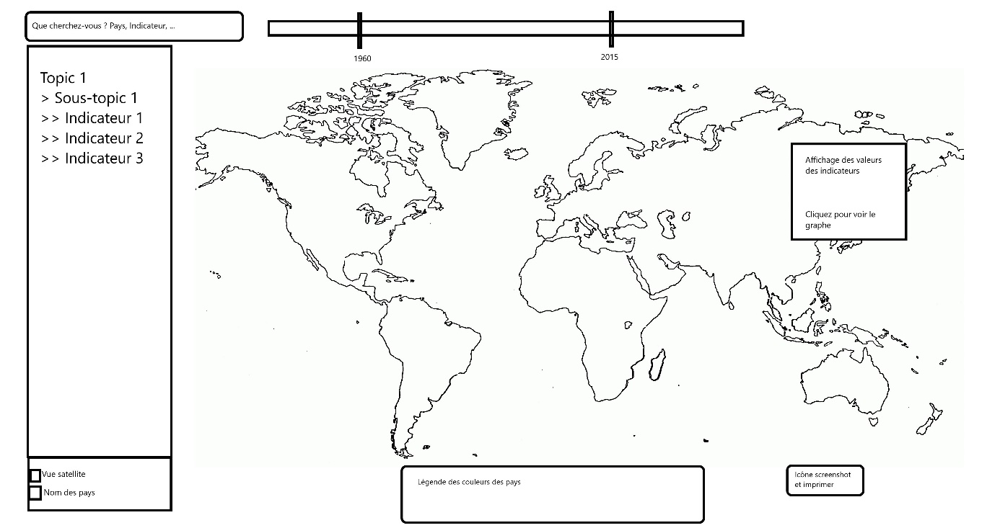 Que cherchez-vous ? Pays, Indicateur, ...
1960
2015
Topic 1
> Sous-topic 1
>> Indicateur 1
>> Indicateur 2
>> Indicateur 3
Affichage des valeurs
des indicateurs
Cliquez pour voir le
graphe
Vue satellite
Nom des pays
Légende des couleurs des pays
Icône screenshot
et imprimer